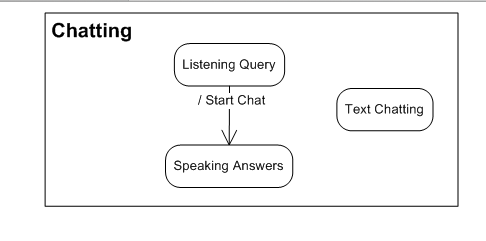 Chatting
Listening Query
/ Start Chat
Text Chatting
Speaking Answers